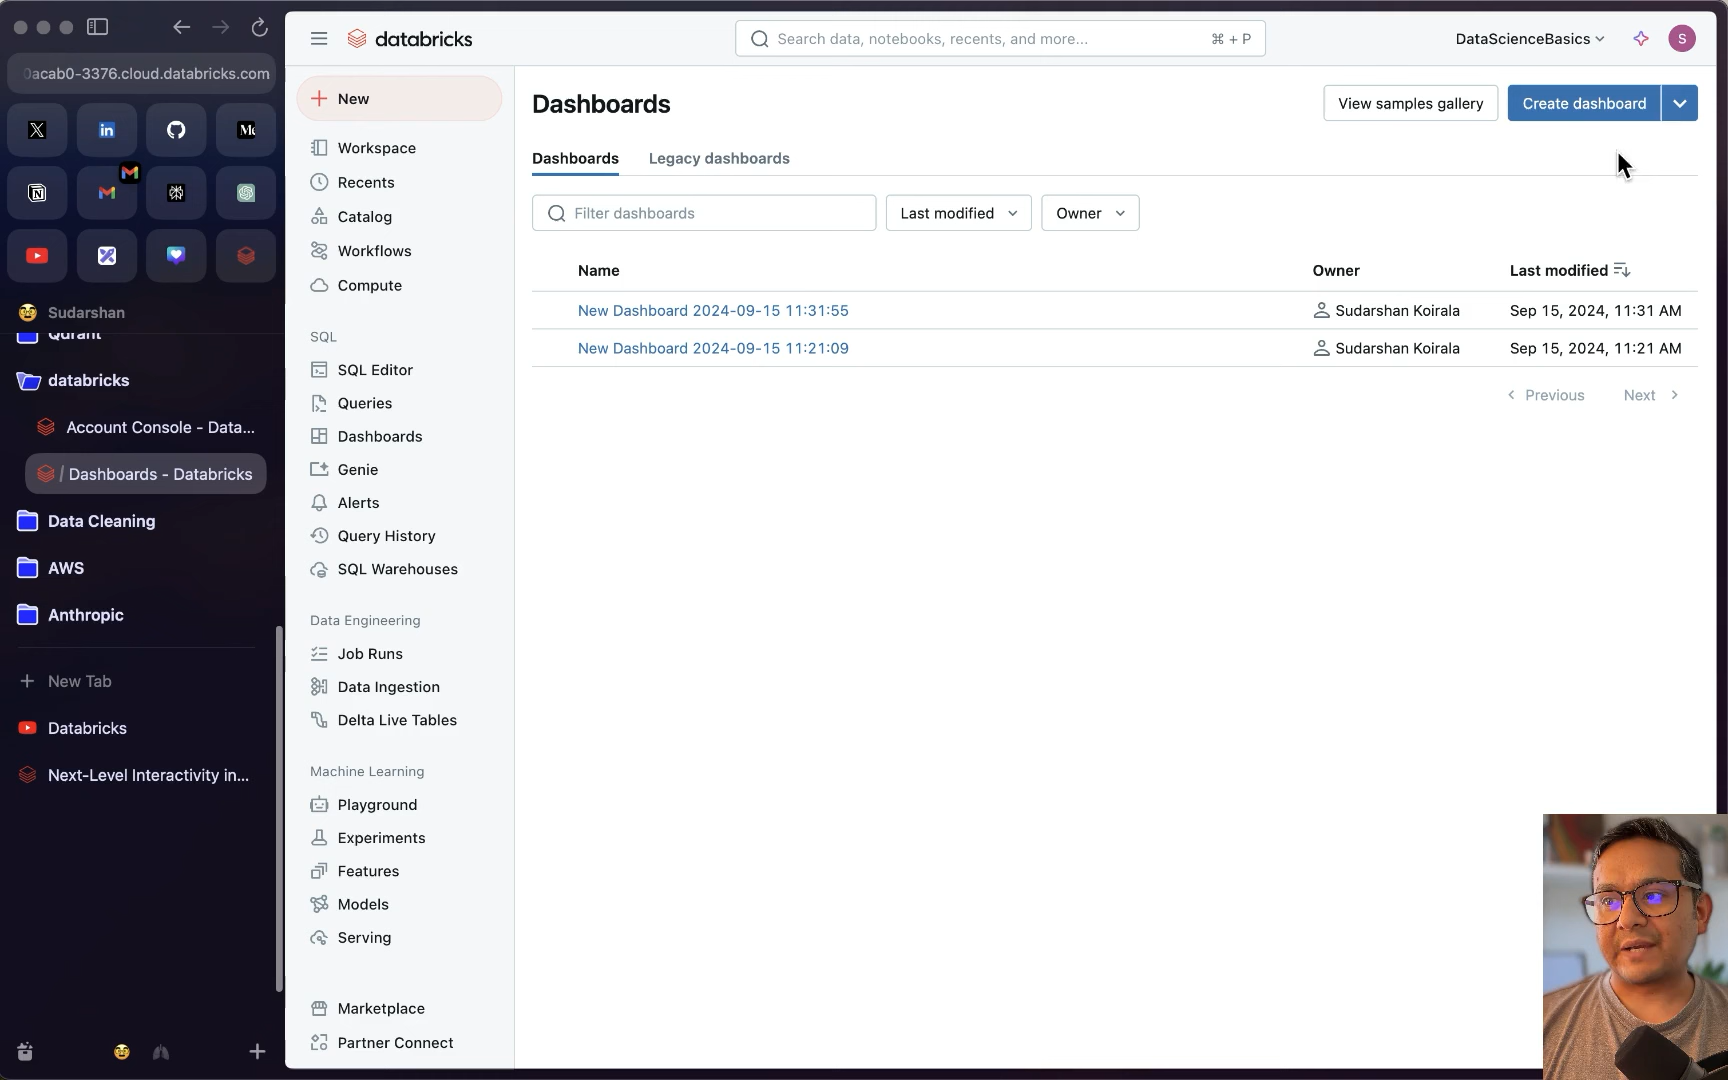 0acab0-3376.cloud.databricks.com
Sudarshan
Qdrant
databricks
Account Console - Data...
/ Dashboards - Databricks
Data Cleaning
AWS
Anthropic
New Tab
Databricks
Next-Level Interactivity in...
databricks
Search data, notebooks, recents, and more...
⌘ + P
DataScienceBasics
S
New
Workspace
Recents
Catalog
Workflows
Compute
SQL
SQL Editor
Queries
Dashboards
Genie
Alerts
Query History
SQL Warehouses
Data Engineering
Job Runs
Data Ingestion
Delta Live Tables
Machine Learning
Playground
Experiments
Features
Models
Serving
Marketplace
Partner Connect
Dashboards
View samples gallery
Create dashboard
Dashboards
Legacy dashboards
Filter dashboards
Last modified
Owner
Name Owner Last modified
New Dashboard 2024-09-15 11:31:55 Sudarshan Koirala Sep 15, 2024, 11:31 AM
New Dashboard 2024-09-15 11:21:09 Sudarshan Koirala Sep 15, 2024, 11:21 AM
Previous
Next